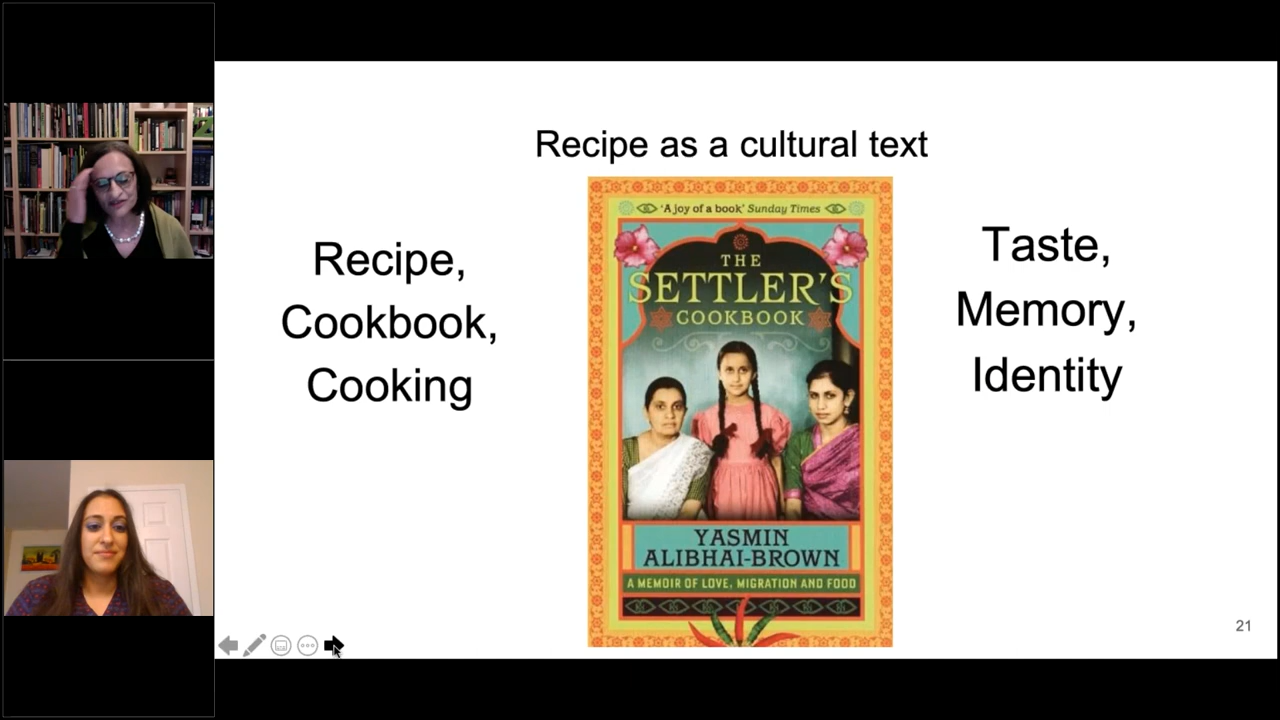 Recipe as a cultural text
Recipe,
Cookbook,
Cooking
'A joy of a book' Sunday Times
THE
SETTLER'S
COOKBOOK
YASMIN
ALIBHAI-BROWN
A MEMOIR OF LOVE, MIGRATION AND FOOD
Taste,
Memory,
Identity
21